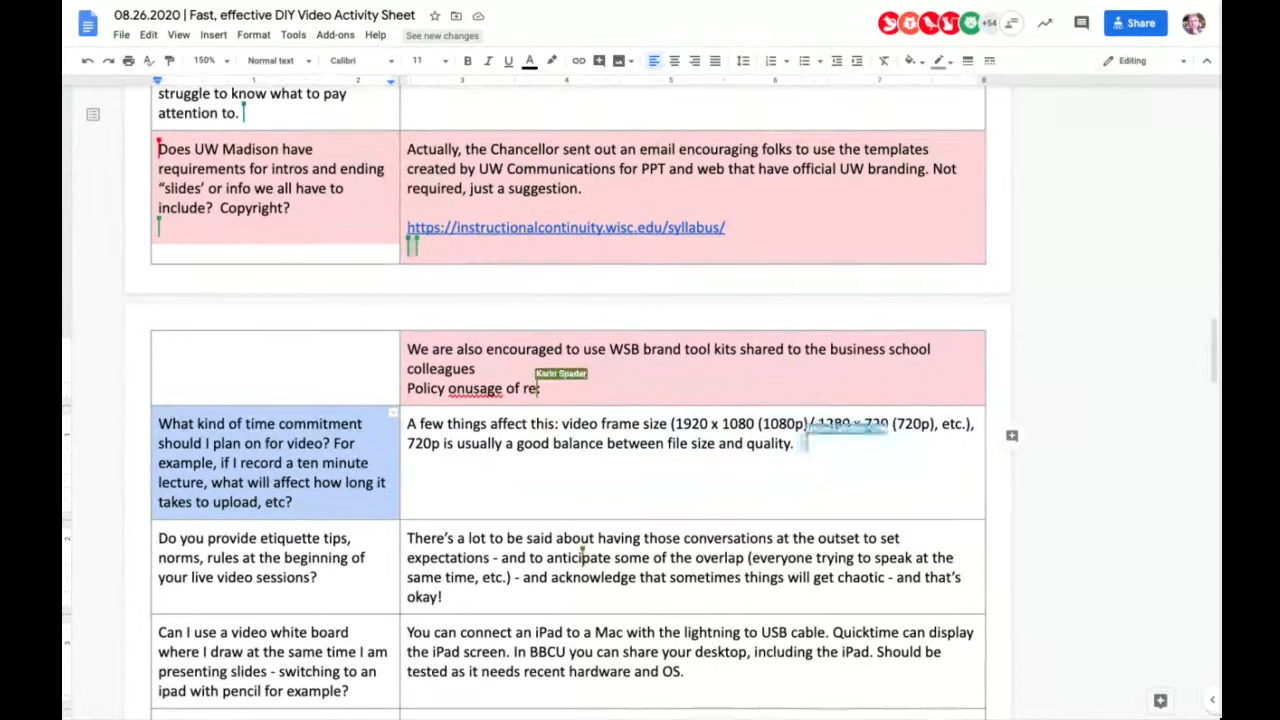 08.26.2020 | Fast, effective DIY Video Activity Sheet
+54
Share
File Edit View Insert Format Tools Add-ons Help See new changes
150% Normal text Calibri 11 B I U A Editing
1 2 3 4 5 6 7 8
struggle to know what to pay
attention to.
Does UW Madison have
requirements for intros and ending
“slides’ or info we all have to
include? Copyright?
Actually, the Chancellor sent out an email encouraging folks to use the templates
created by UW Communications for PPT and web that have official UW branding. Not
required, just a suggestion.
https://instructionalcontinuity.wisc.edu/syllabus/
We are also encouraged to use WSB brand tool kits shared to the business school
colleagues
Karin Spader
Policy onusage of re:
What kind of time commitment
should I plan on for video? For
example, if I record a ten minute
lecture, what will affect how long it
takes to upload, etc?
A few things affect this: video frame size (1920 x 1080 (1080p)/ 1280 x 720 (720p), etc.),
720p is usually a good balance between file size and quality.
Do you provide etiquette tips,
norms, rules at the beginning of
your live video sessions?
There’s a lot to be said about having those conversations at the outset to set
expectations - and to anticipate some of the overlap (everyone trying to speak at the
same time, etc.) - and acknowledge that sometimes things will get chaotic - and that’s
okay!
Can I use a video white board
where I draw at the same time I am
presenting slides - switching to an
ipad with pencil for example?
You can connect an iPad to a Mac with the lightning to USB cable. Quicktime can display
the iPad screen. In BBCU you can share your desktop, including the iPad. Should be
tested as it needs recent hardware and OS.